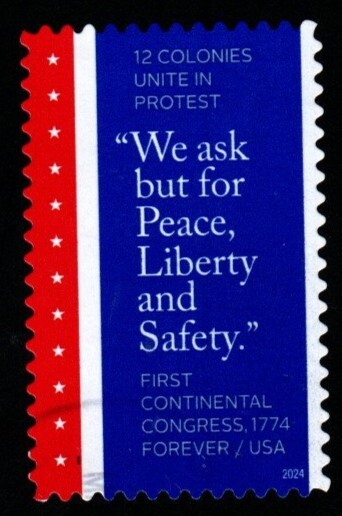 12 COLONIES
UNITE IN
PROTEST
“We ask
but for
Peace,
Liberty
and
Safety.”
FIRST
CONTINENTAL
CONGRESS, 1774
FOREVER / USA
2024